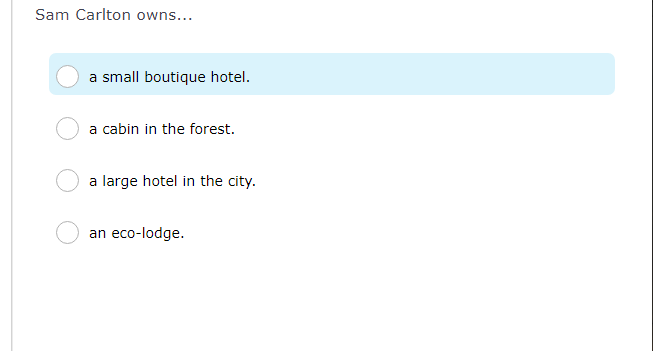 Sam Carlton owns...
a small boutique hotel.
a cabin in the forest.
a large hotel in the city.
an eco-lodge.